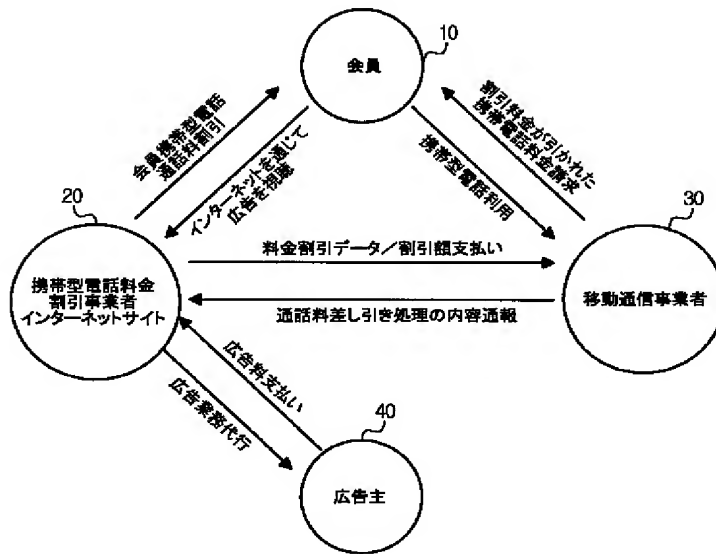 10
会員
会員携帯型電話
通話料割引
インターネットを通じて
広告を視聴
携帯型電話利用
割引料金が引かれた
携帯電話料金請求
20
携帯型電話料金
割引事業者
インターネットサイト
料金割引データ／割引額支払い
通話料差し引き処理の内容通報
30
移動通信事業者
広告料支払い
広告業務代行
40
広告主